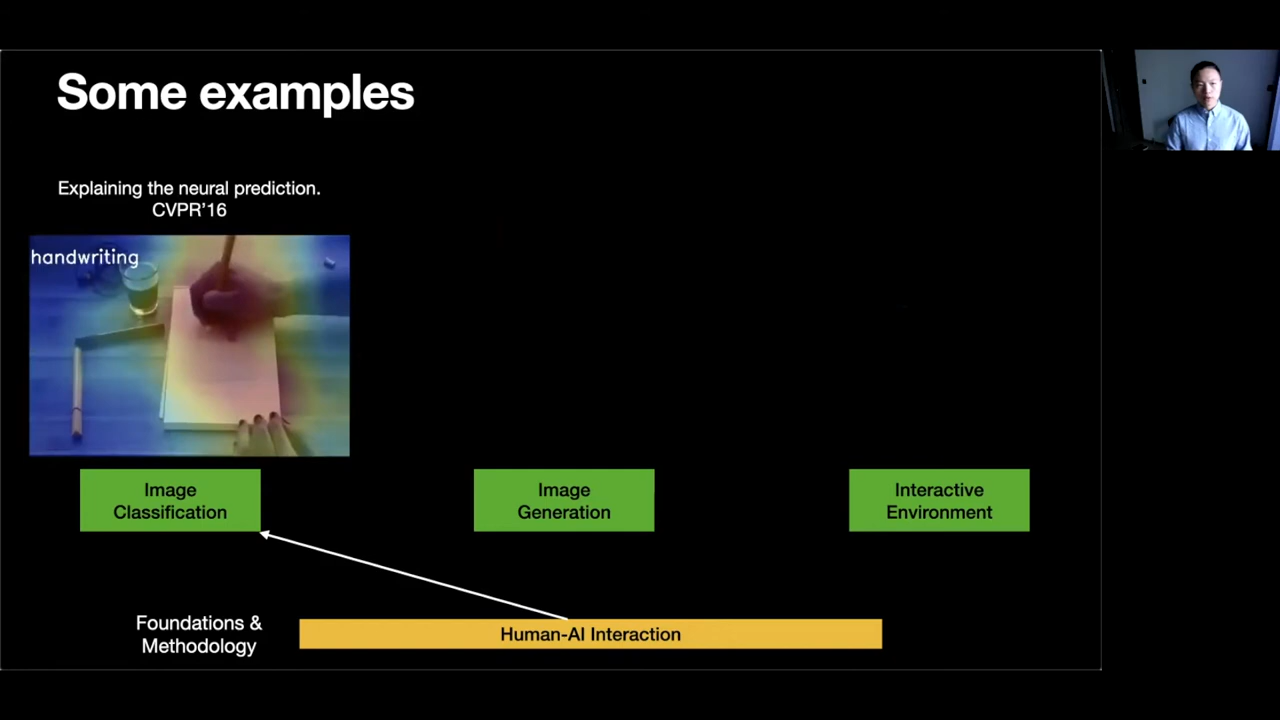 Some examples
Explaining the neural prediction.
CVPR’16
handwriting
Image
Classification
Image
Generation
Interactive
Environment
Foundations &
Methodology
Human-AI Interaction